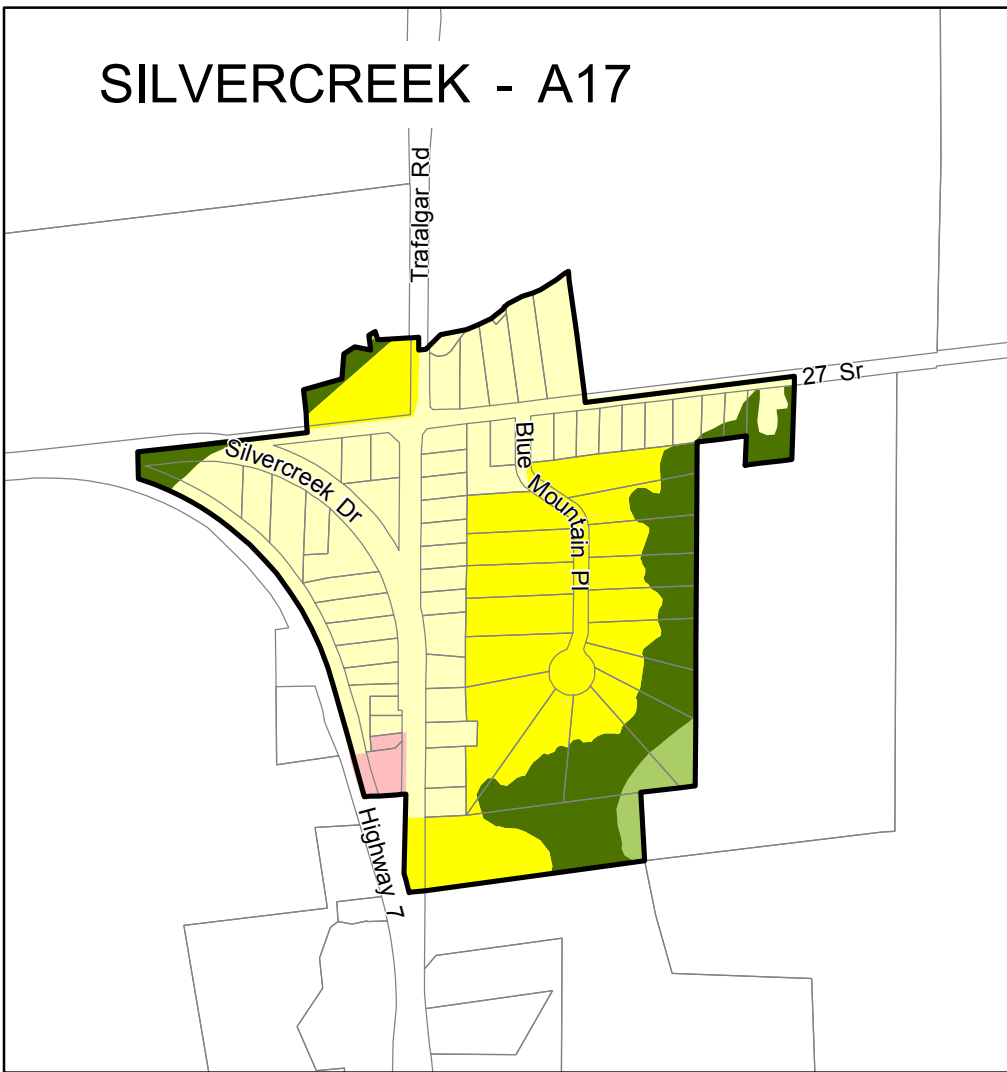 SILVERCREEK - A17
Trafalgar Rd
27 Sr
Silvercreek Dr
Blue Mountain Pl
Highway 7